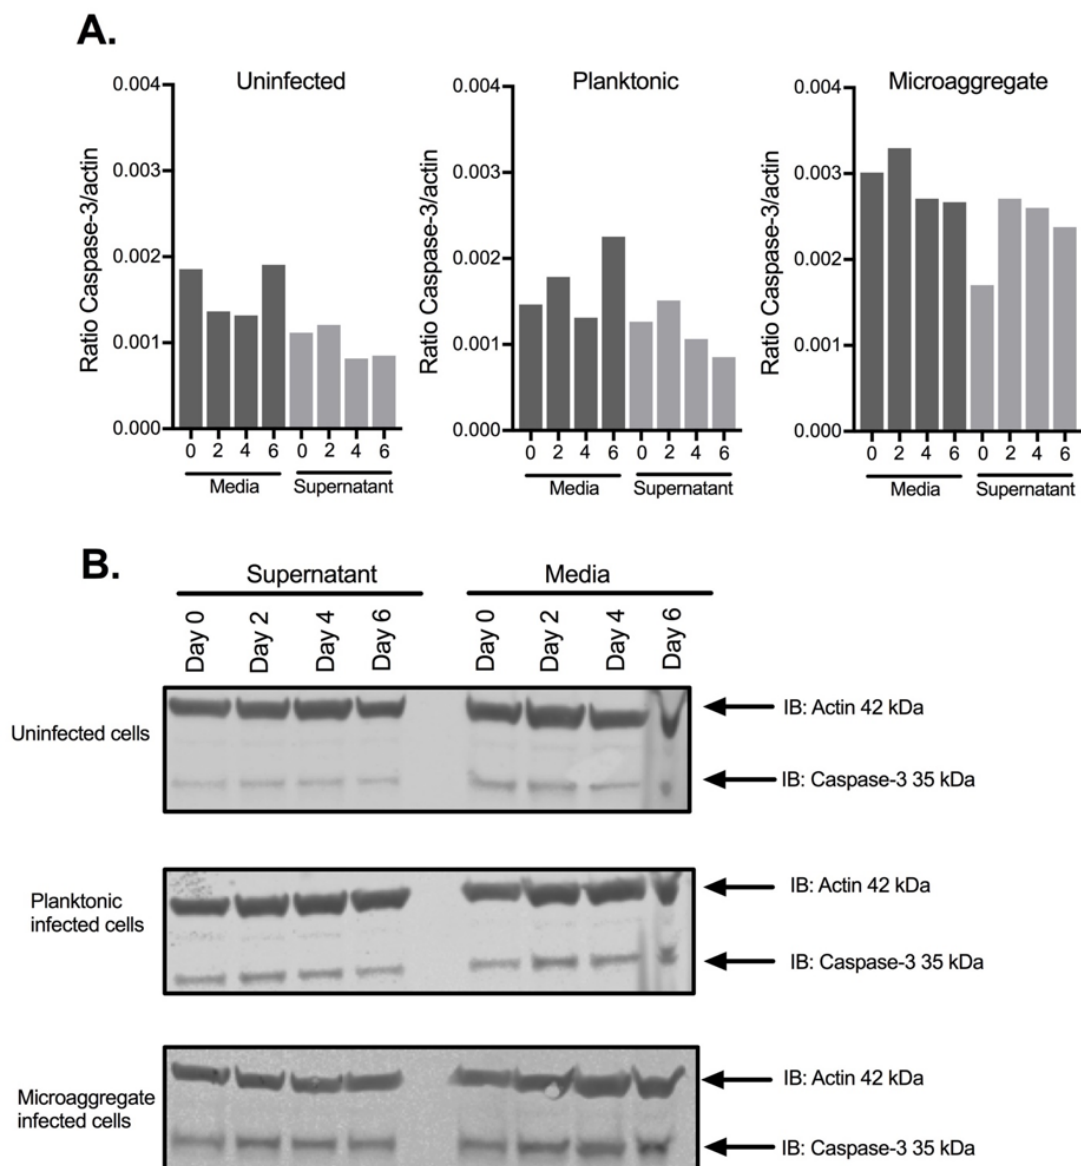 A.
Uninfected
Ratio Caspase-3/actin
0.004
0.003
0.002
0.001
0.000
0 2 4 6 0 2 4 6
Media Supernatant
Planktonic
Ratio Caspase-3/actin
0.004
0.003
0.002
0.001
0.000
0 2 4 6 0 2 4 6
Media Supernatant
Microaggregate
Ratio Caspase-3/actin
0.004
0.003
0.002
0.001
0.000
0 2 4 6 0 2 4 6
Media Supernatant
B.
Supernatant Media
Day 0 Day 2 Day 4 Day 6 Day 0 Day 2 Day 4 Day 6
Uninfected cells
IB: Actin 42 kDa
IB: Caspase-3 35 kDa
Planktonic
infected cells
IB: Actin 42 kDa
IB: Caspase-3 35 kDa
Microaggregate
infected cells
IB: Actin 42 kDa
IB: Caspase-3 35 kDa